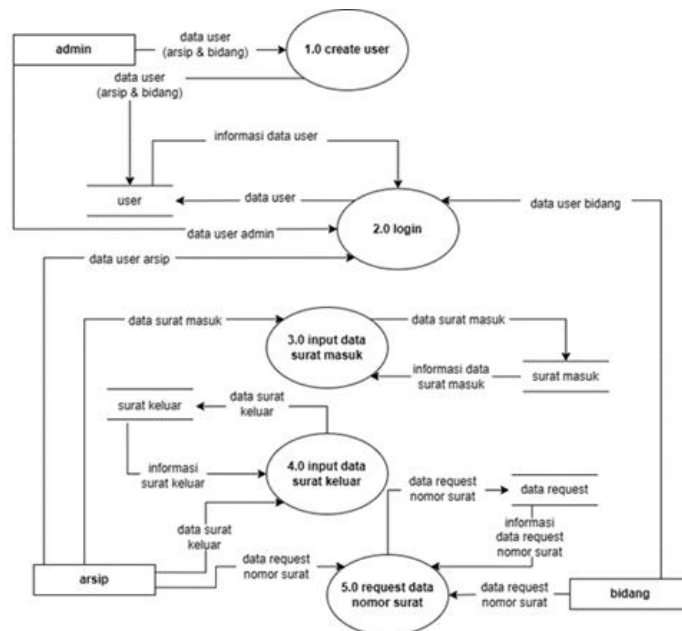 admin
data user
(arsip & bidang)
1.0 create user
data user
(arsip & bidang)
informasi data user
user
data user
2.0 login
data user bidang
data user admin
data user arsip
data surat masuk
3.0 input data
surat masuk
data surat masuk
informasi data
surat masuk
surat masuk
surat keluar
data surat
keluar
informasi
surat keluar
4.0 input data
surat keluar
data request
nomor surat
data request
informasi
data request
nomor surat
data surat
keluar
arsip
data request
nomor surat
5.0 request data
nomor surat
data request
nomor surat
bidang